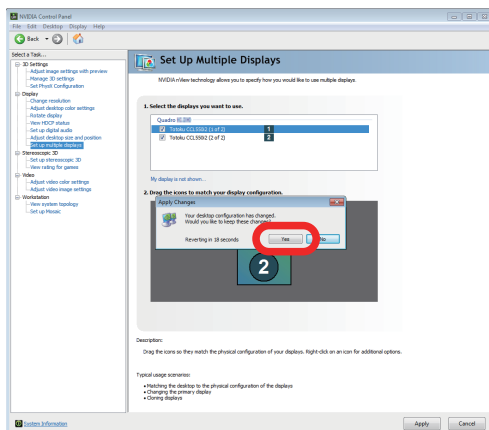 NVIDIA Control Panel
File Edit Desktop Display Help
Back
Select a Task...
3D Settings
Adjust image settings with preview
Manage 3D settings
Set PhysX Configuration
Display
Change resolution
Adjust desktop color settings
Rotate display
View HDCP status
Set up digital audio
Adjust desktop size and position
Set up multiple displays
Stereoscopic 3D
Set up stereoscopic 3D
View rating for games
Video
Adjust video color settings
Adjust video image settings
Workstation
View system topology
Set up Mosaic
System Information
Set Up Multiple Displays
NVIDIA nView technology allows you to specify how you would like to use multiple displays.
1. Select the displays you want to use.
Quadro
Totoku CCL550i2 (1 of 2) 1
Totoku CCL550i2 (2 of 2) 2
My display is not shown...
2. Drag the icons to match your display configuration.
Apply Changes
Your desktop configuration has changed.
Would you like to keep these changes?
Reverting in 18 seconds
Yes
No
2
Description:
Drag the icons so they match the physical configuration of your displays. Right-click on an icon for additional options.
Typical usage scenarios:
• Matching the desktop to the physical configuration of the displays
• Changing the primary display
• Cloning displays
Apply
Cancel